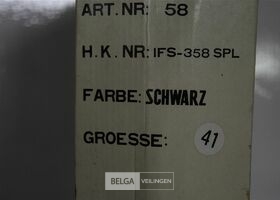 ART. NR: 58
H.K. NR: IFS-358 SPL
FARBE: SCHWARZ
GROESSE: 41
BELGA VEILINGEN